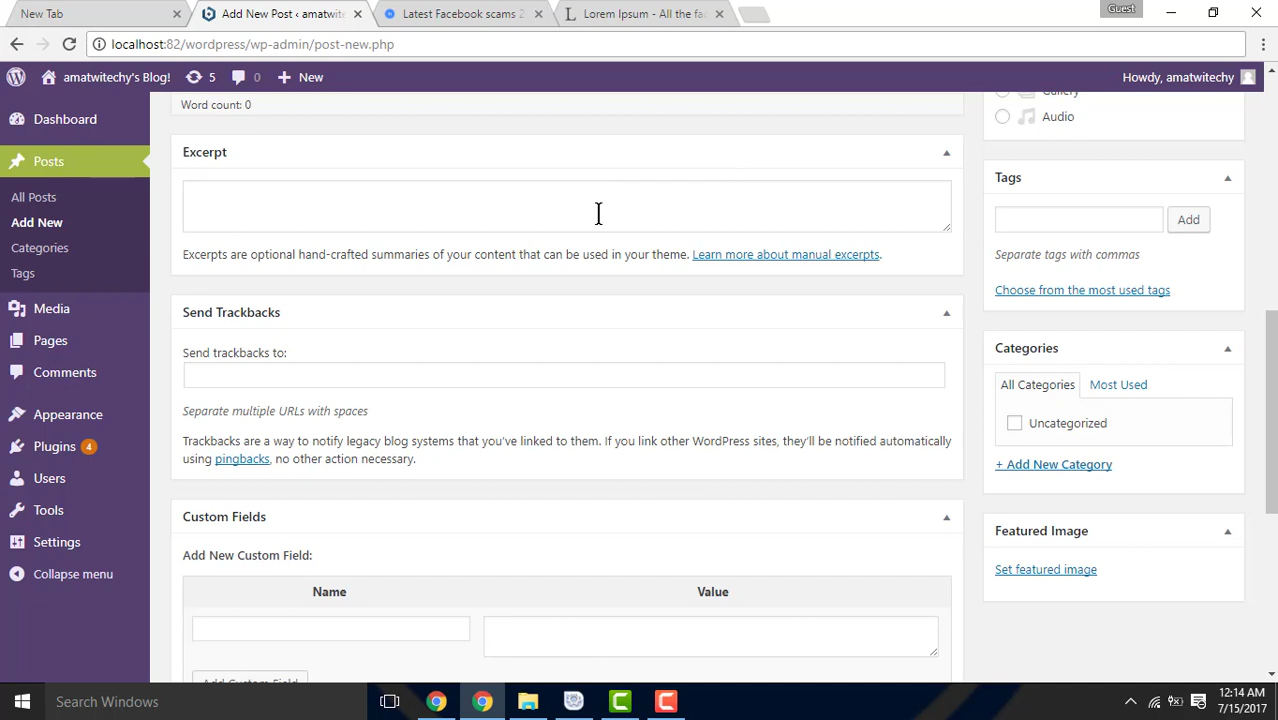 New Tab
Add New Post ‹ amatwite
Latest Facebook scams 2
Lorem Ipsum - All the fa
Guest
localhost:82/wordpress/wp-admin/post-new.php
amatwitechy's Blog!
5
0
New
Howdy, amatwitechy
Dashboard
Posts
All Posts
Add New
Categories
Tags
Media
Pages
Comments
Appearance
Plugins 4
Users
Tools
Settings
Collapse menu
Word count: 0
Excerpt
Excerpts are optional hand-crafted summaries of your content that can be used in your theme. Learn more about manual excerpts.
Send Trackbacks
Send trackbacks to:
Separate multiple URLs with spaces
Trackbacks are a way to notify legacy blog systems that you've linked to them. If you link other WordPress sites, they'll be notified automatically
using pingbacks, no other action necessary.
Custom Fields
Add New Custom Field:
Name
Value
Add Custom Field
Gallery
Audio
Tags
Add
Separate tags with commas
Choose from the most used tags
Categories
All Categories
Most Used
Uncategorized
+ Add New Category
Featured Image
Set featured image
Search Windows
12:14 AM
7/15/2017